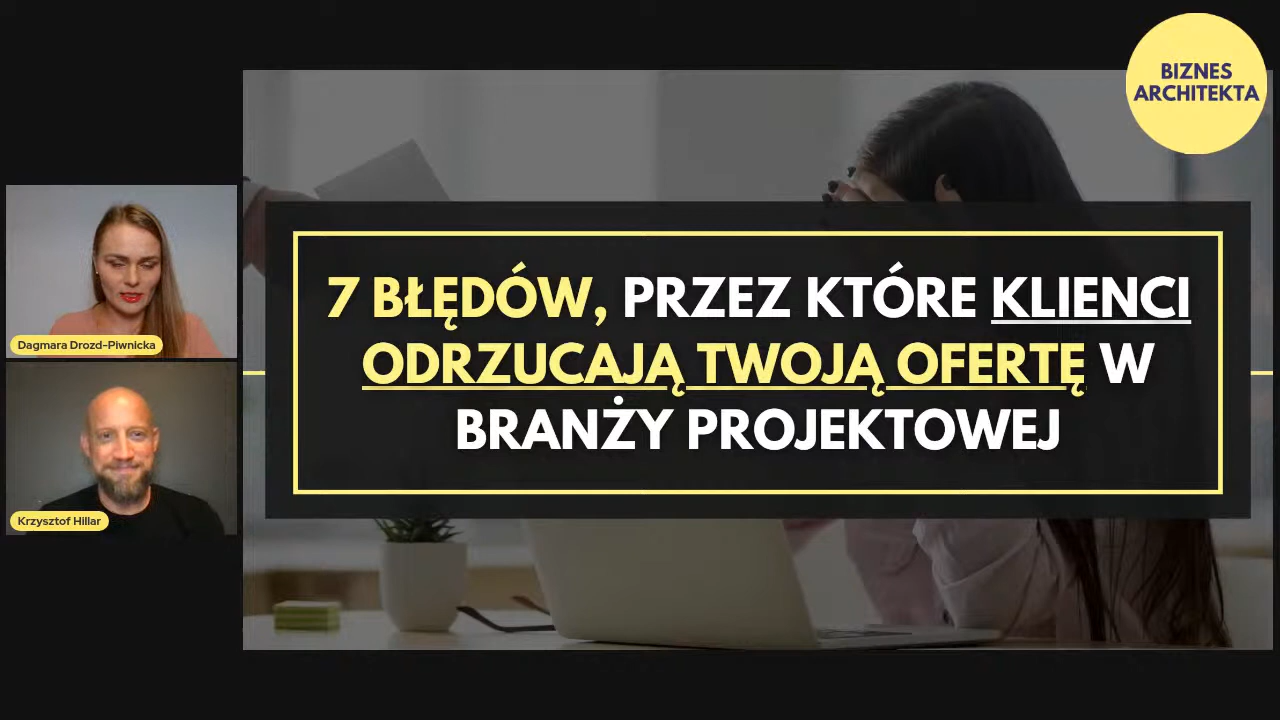 BIZNES
ARCHITEKTA
7 BŁĘDÓW, PRZEZ KTÓRE KLIENCI
ODRZUCAJĄ TWOJĄ OFERTĘ W
BRANŻY PROJEKTOWEJ
Dagmara Drozd-Piwnicka
Krzysztof Hillar